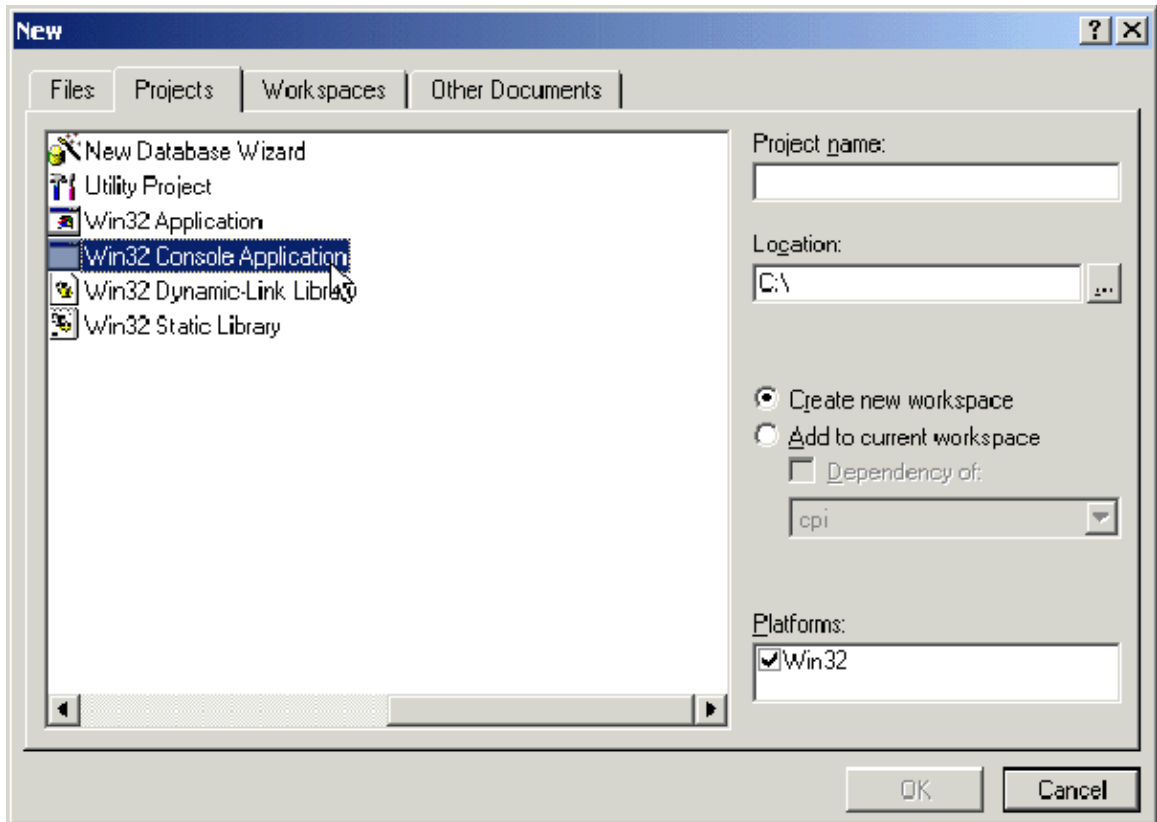 New
Files Projects Workspaces Other Documents
New Database Wizard
Utility Project
Win32 Application
Win32 Console Application
Win32 Dynamic-Link Library
Win32 Static Library
Project name:
Location:
C:\
...
Create new workspace
Add to current workspace
Dependency of:
cpi
Platforms:
Win32
OK Cancel